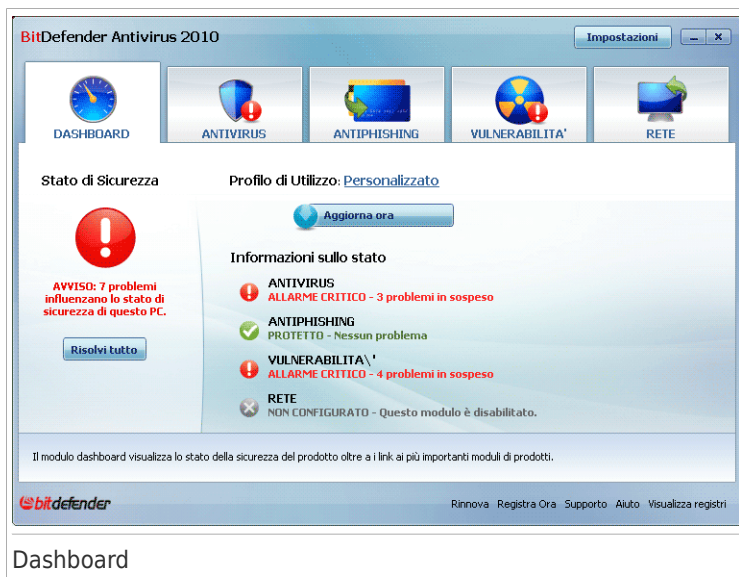 BitDefender Antivirus 2010
Impostazioni
DASHBOARD
ANTIVIRUS
ANTIPHISHING
VULNERABILITA'
RETE
Stato di Sicurezza
AVVISO: 7 problemi
influenzano lo stato di
sicurezza di questo PC.
Risolvi tutto
Profilo di Utilizzo: Personalizzato
Aggiorna ora
Informazioni sullo stato
ANTIVIRUS
ALLARME CRITICO - 3 problemi in sospeso
ANTIPHISHING
PROTETTO - Nessun problema
VULNERABILITA\'
ALLARME CRITICO - 4 problemi in sospeso
RETE
NON CONFIGURATO - Questo modulo è disabilitato.
Il modulo dashboard visualizza lo stato della sicurezza del prodotto oltre a i link ai più importanti moduli di prodotti.
bitdefender
Rinnova Registra Ora Supporto Aiuto Visualizza registri
Dashboard